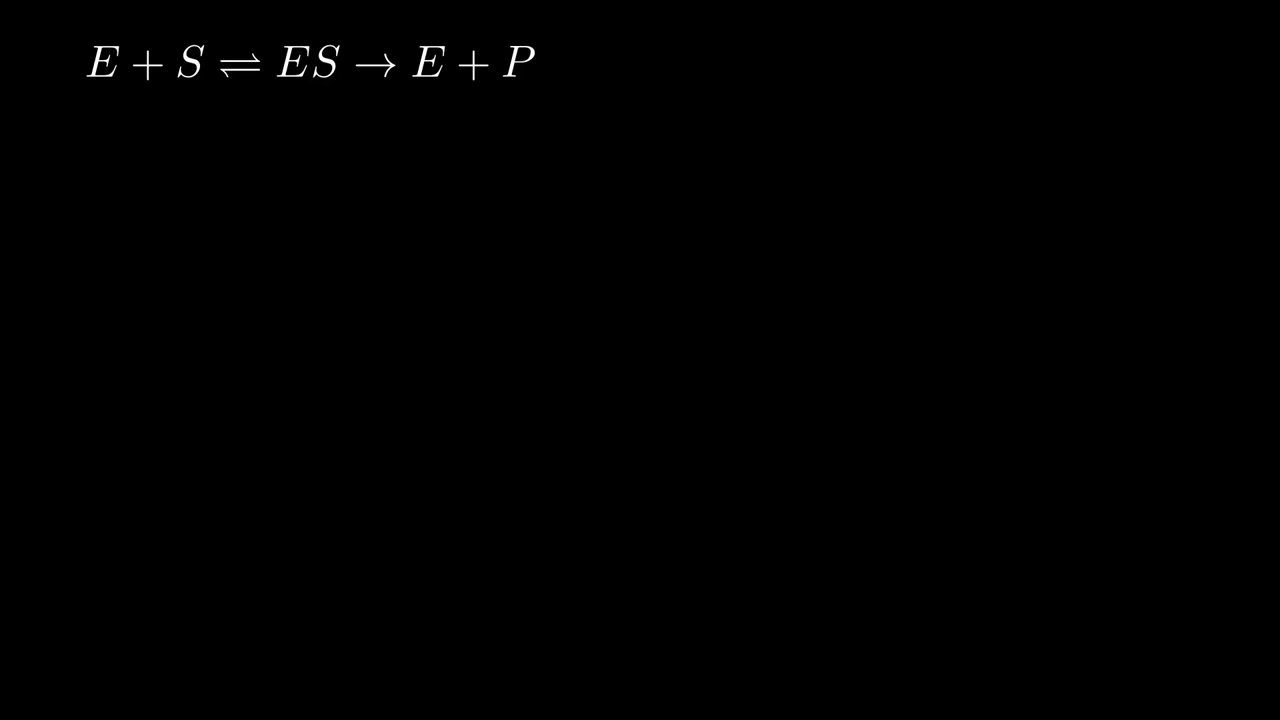 E + S ⇌ ES → E + P